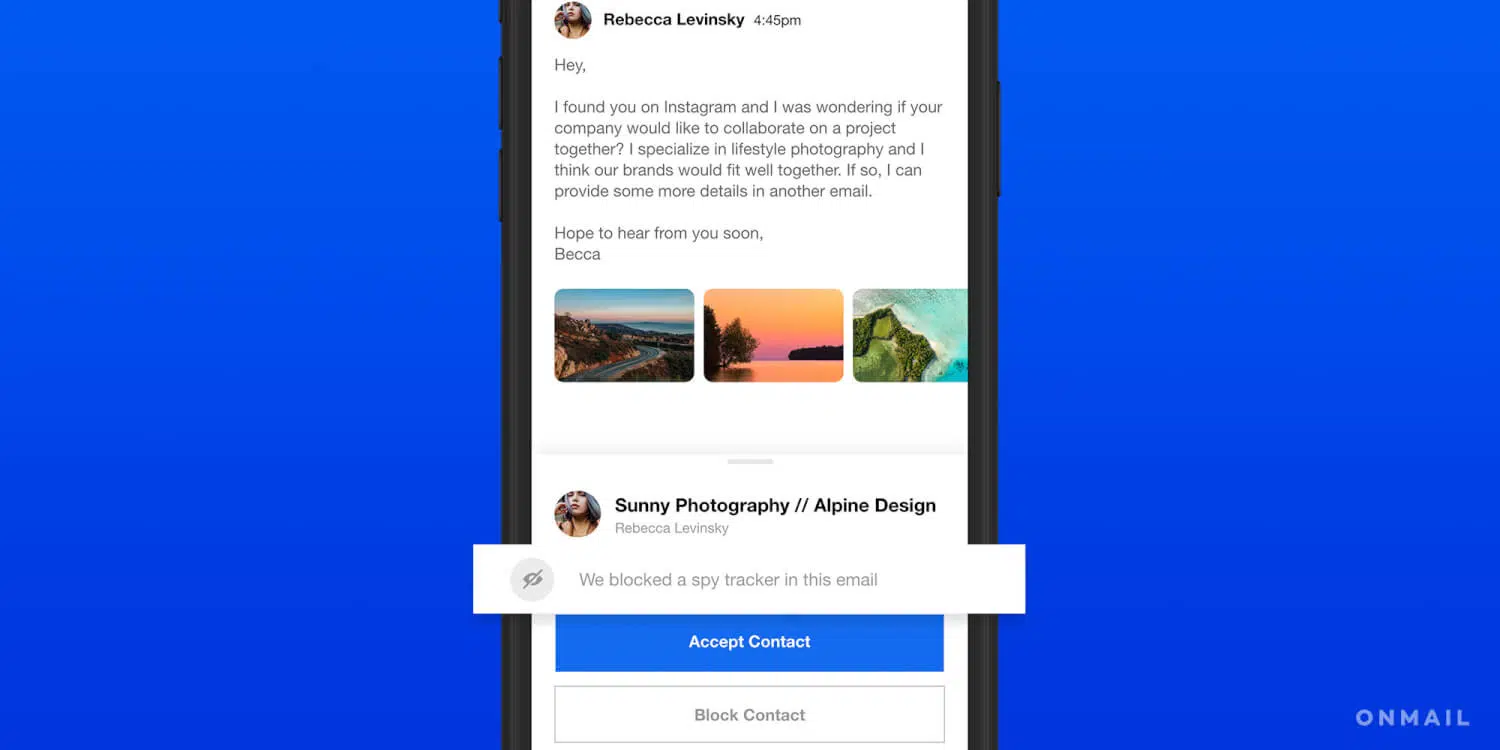 Rebecca Levinsky 4:45pm
Hey,
I found you on Instagram and I was wondering if your
company would like to collaborate on a project
together? I specialize in lifestyle photography and I
think our brands would fit well together. If so, I can
provide some more details in another email.
Hope to hear from you soon,
Becca
Sunny Photography // Alpine Design
Rebecca Levinsky
We blocked a spy tracker in this email
Accept Contact
Block Contact
ONMAIL